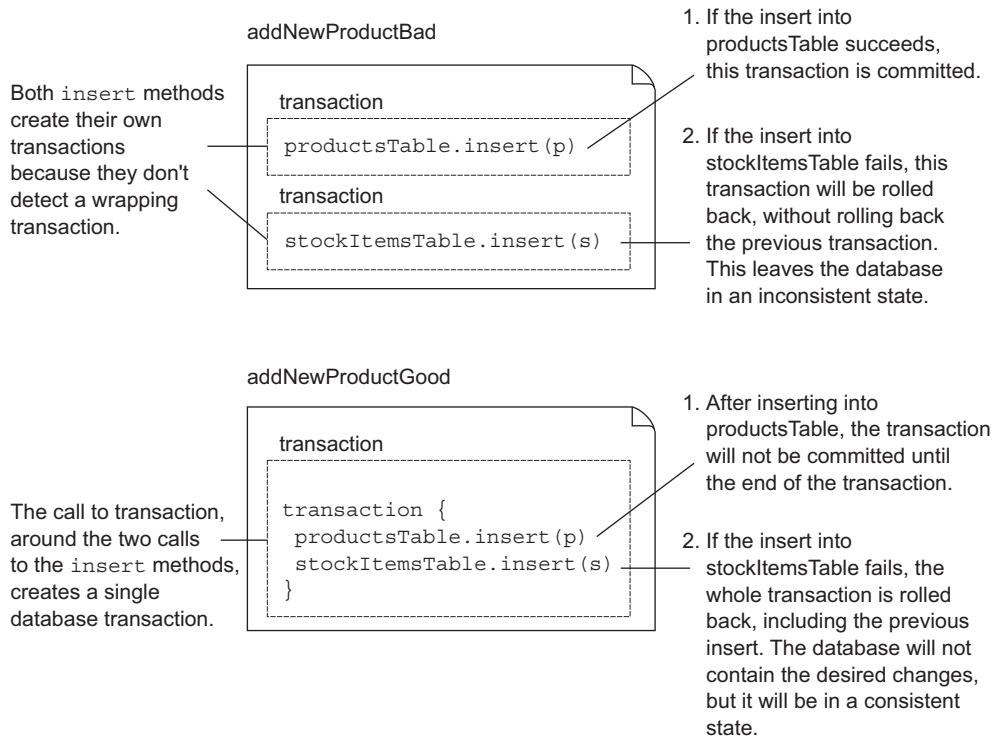 addNewProductBad
Both insert methods
create their own
transactions
because they don't
detect a wrapping
transaction.
transaction
productsTable.insert(p)
transaction
stockItemsTable.insert(s)
1. If the insert into
productsTable succeeds,
this transaction is committed.
2. If the insert into
stockItemsTable fails, this
transaction will be rolled
back, without rolling back
the previous transaction.
This leaves the database
in an inconsistent state.
addNewProductGood
The call to transaction,
around the two calls
to the insert methods,
creates a single
database transaction.
transaction
transaction {
productsTable.insert(p)
stockItemsTable.insert(s)
}
1. After inserting into
productsTable, the transaction
will not be committed until
the end of the transaction.
2. If the insert into
stockItemsTable fails, the
whole transaction is rolled
back, including the previous
insert. The database will not
contain the desired changes,
but it will be in a consistent
state.